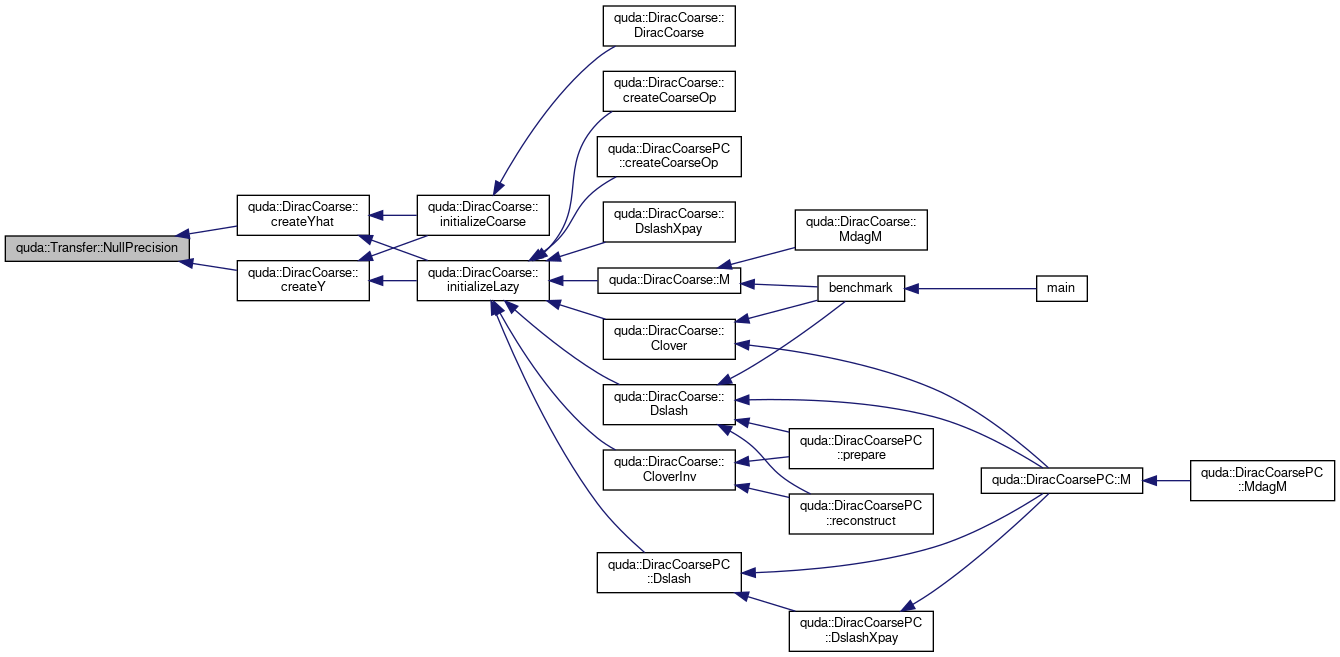 quda::Transfer::NullPrecision
quda::DiracCoarse::
createYhat
quda::DiracCoarse::
createY
quda::DiracCoarse::
initializeCoarse
quda::DiracCoarse::
initializeLazy
quda::DiracCoarse::
DiracCoarse
quda::DiracCoarse::
createCoarseOp
quda::DiracCoarsePC
::createCoarseOp
quda::DiracCoarse::
DslashXpay
quda::DiracCoarse::M
quda::DiracCoarse::
Clover
quda::DiracCoarse::
Dslash
quda::DiracCoarse::
CloverInv
quda::DiracCoarsePC
::Dslash
quda::DiracCoarse::
MdagM
benchmark
quda::DiracCoarsePC
::prepare
quda::DiracCoarsePC
::reconstruct
quda::DiracCoarsePC
::DslashXpay
main
quda::DiracCoarsePC::M
quda::DiracCoarsePC
::MdagM